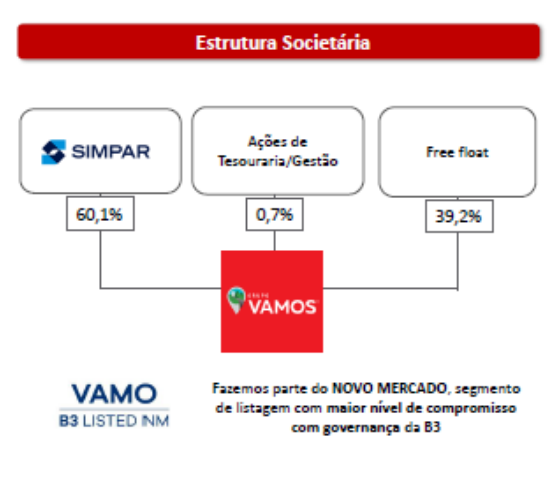 Estrutura Societária
SIMPAR
Ações de
Tesouraria/Gestão
Free float
60,1%
0,7%
39,2%
GRUPO
VAMOS
VAMO
B3 LISTED NM
Fazemos parte do NOVO MERCADO, segmento
de listagem com maior nível de compromisso
com governança da B3